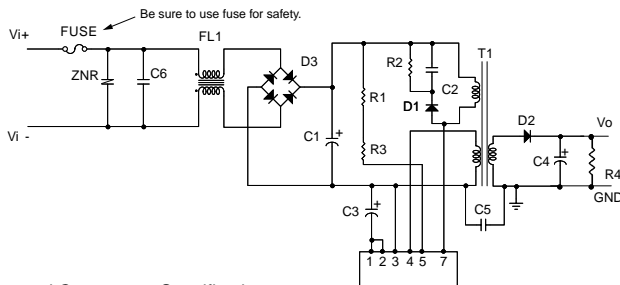 Be sure to use fuse for safety.
Vi+
FUSE
FL1
T1
ZNR
C6
D3
R2
C2
R1
D1
C1
+
R3
D2
Vo
Vi -
C4
+
R4
GND
C3
+
C5
1 2 3 4 5 7